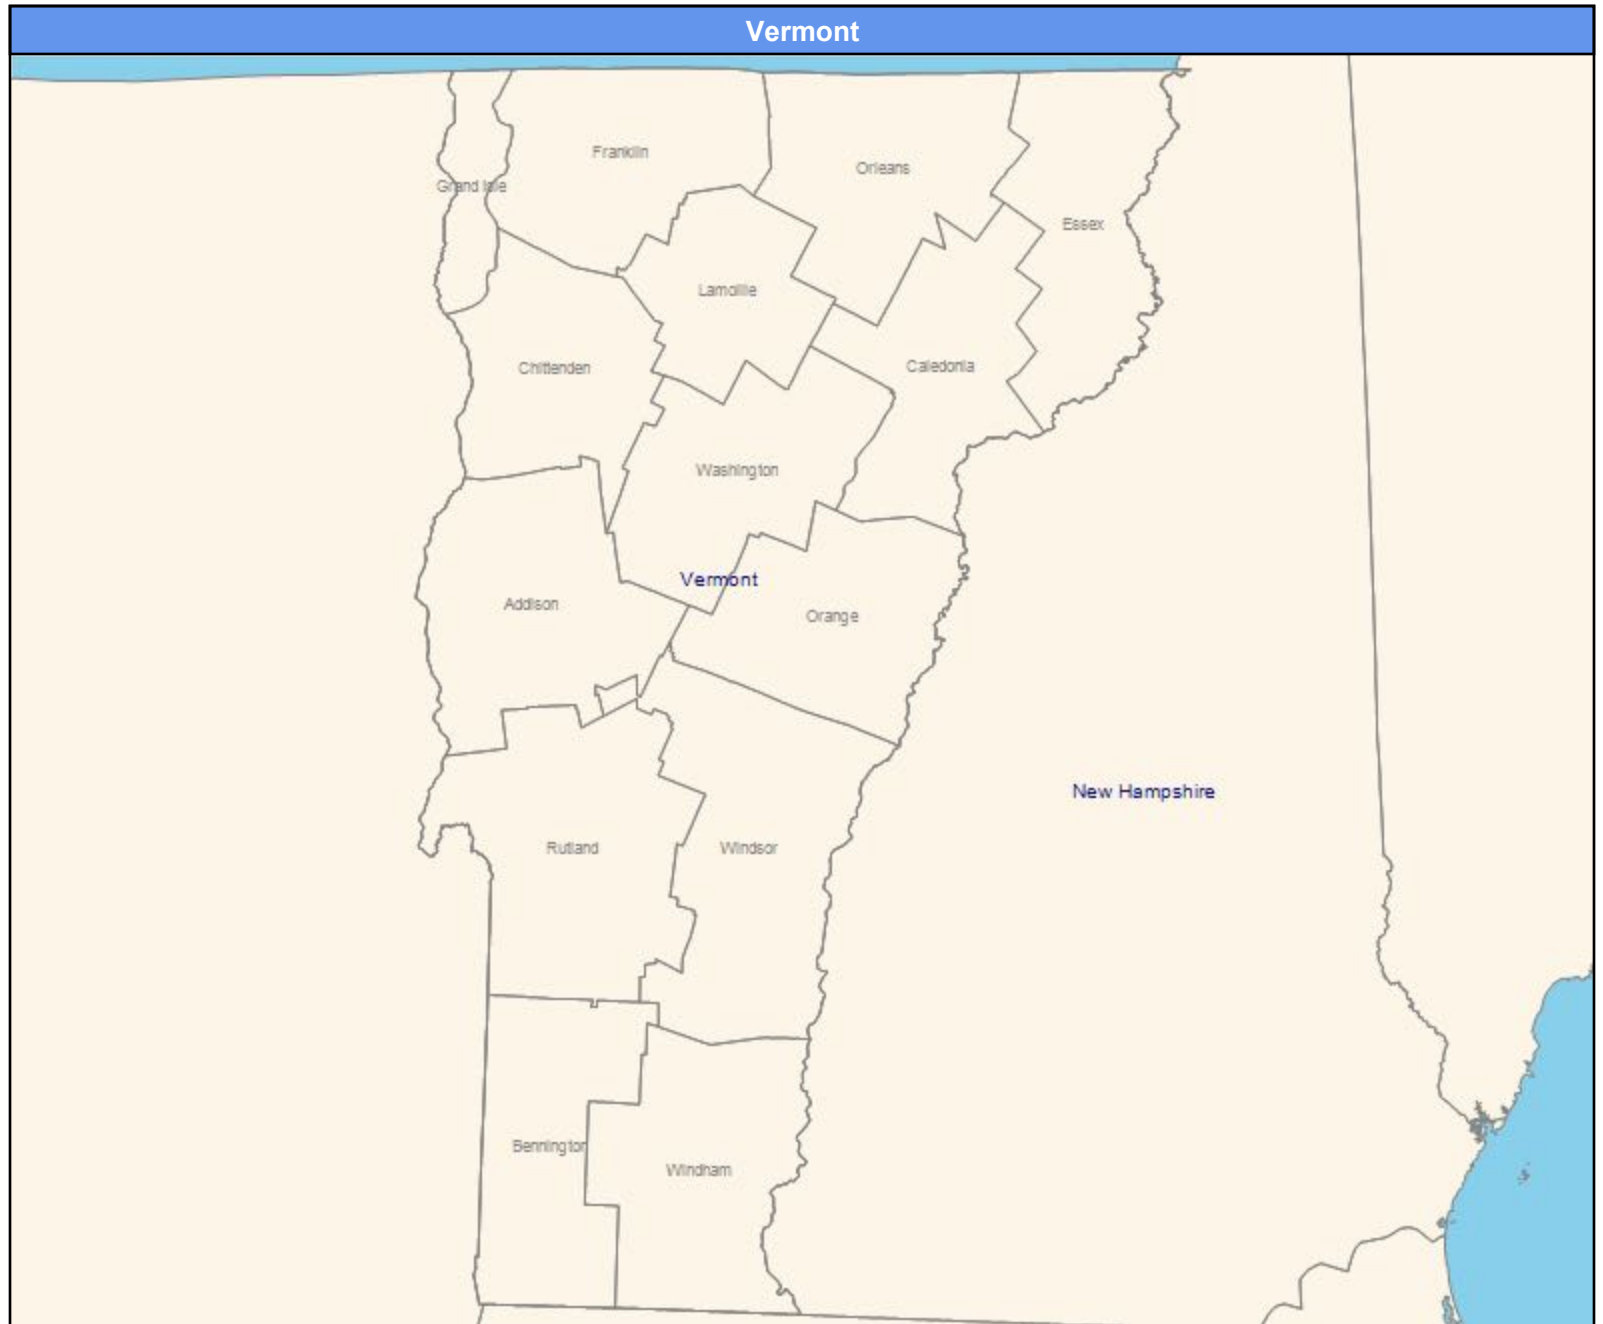 Vermont
Franklin
Orleans
Grand Isle
Essex
Lamoille
Chittenden
Caledonia
Washington
Vermont
Addison
Orange
New Hampshire
Rutland
Windsor
Bennington
Windham